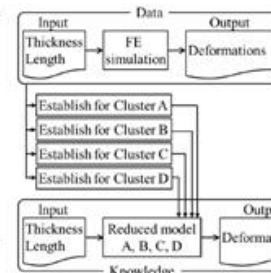 Data
Input
Output
Thickness
Length
FE
simulation
Deformations
Establish for Cluster A
Establish for Cluster B
Establish for Cluster C
Establish for Cluster D
Input
Thickness
Length
Reduced model
A, B, C, D
Knowledge